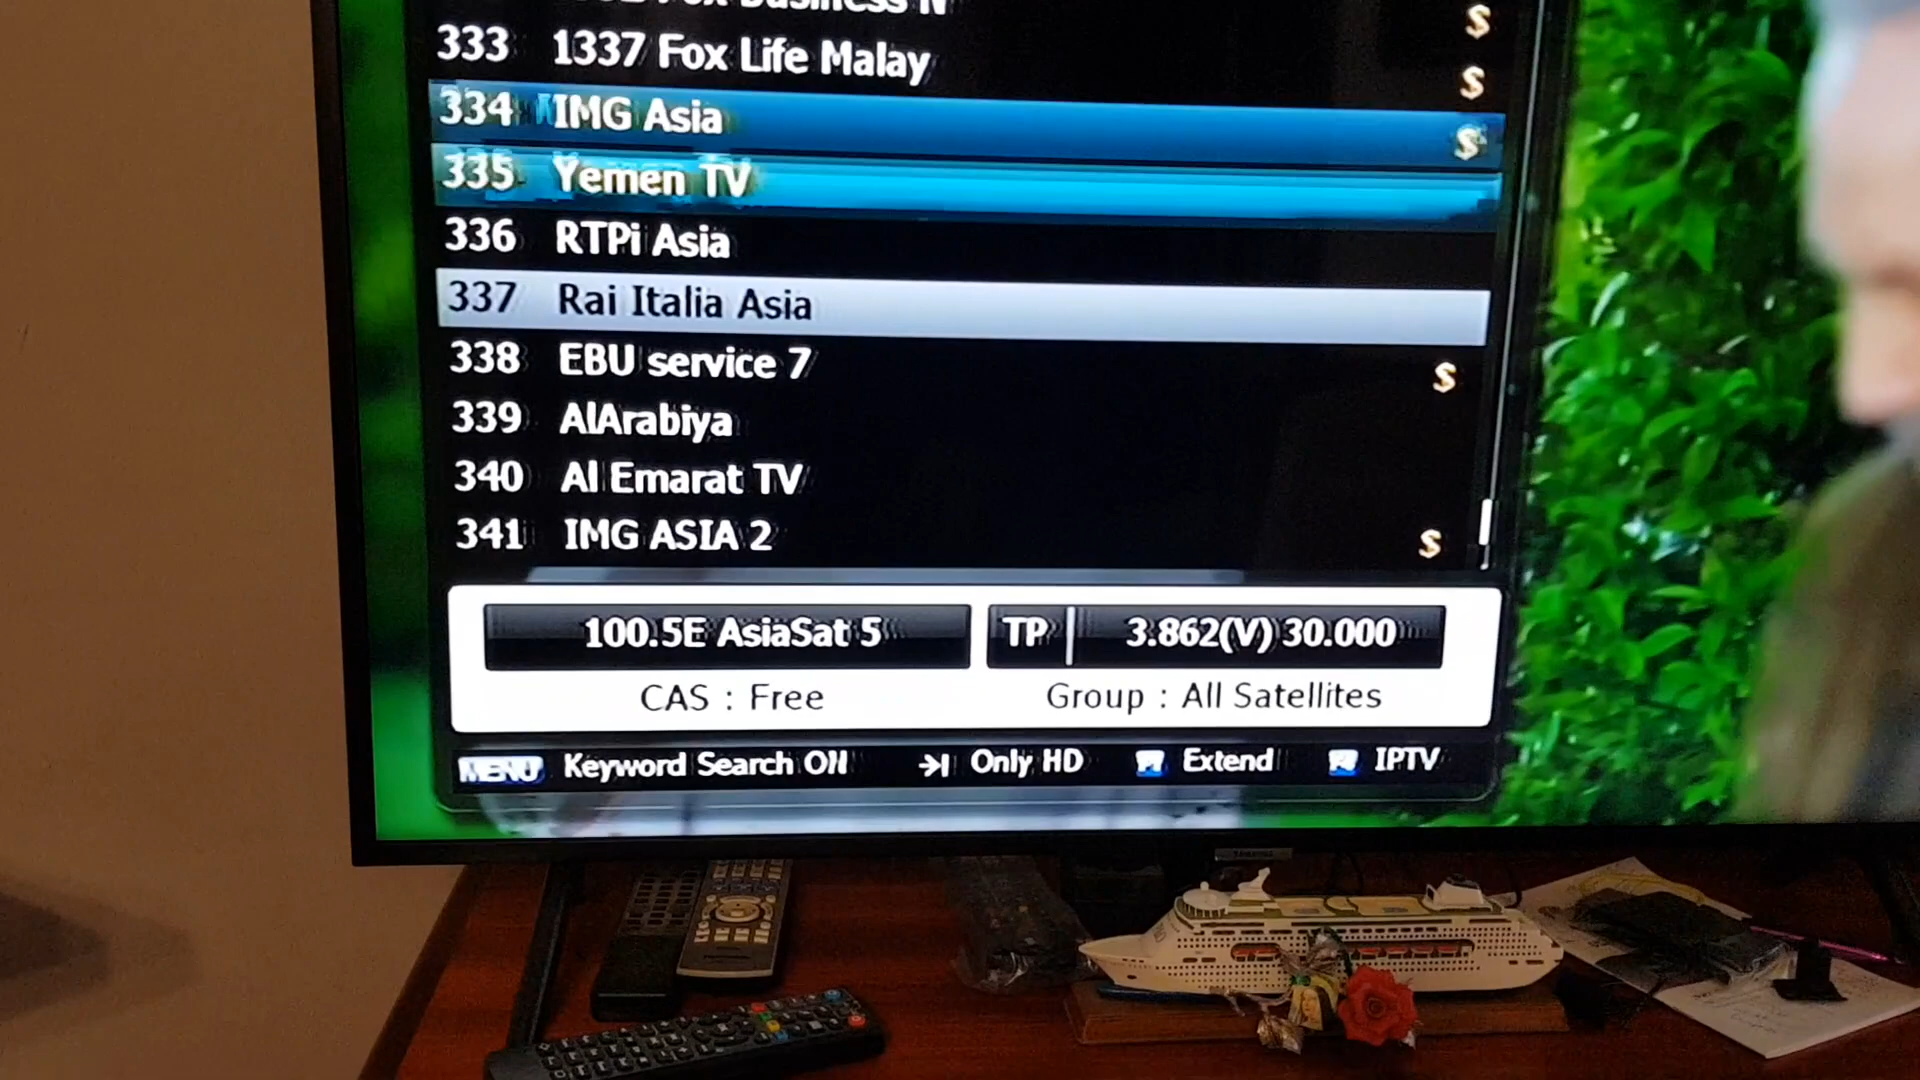 Fox Business N
$
333 1337 Fox Life Malay $
334 IMG Asia $
335 Yemen TV
336 RTPi Asia
337 Rai Italia Asia
338 EBU service 7 $
339 AlArabiya
340 Al Emarat TV
341 IMG ASIA 2 $
100.5E AsiaSat 5 TP 3.862(V) 30.000
CAS : Free Group : All Satellites
MENU Keyword Search ON Only HD Extend IPTV